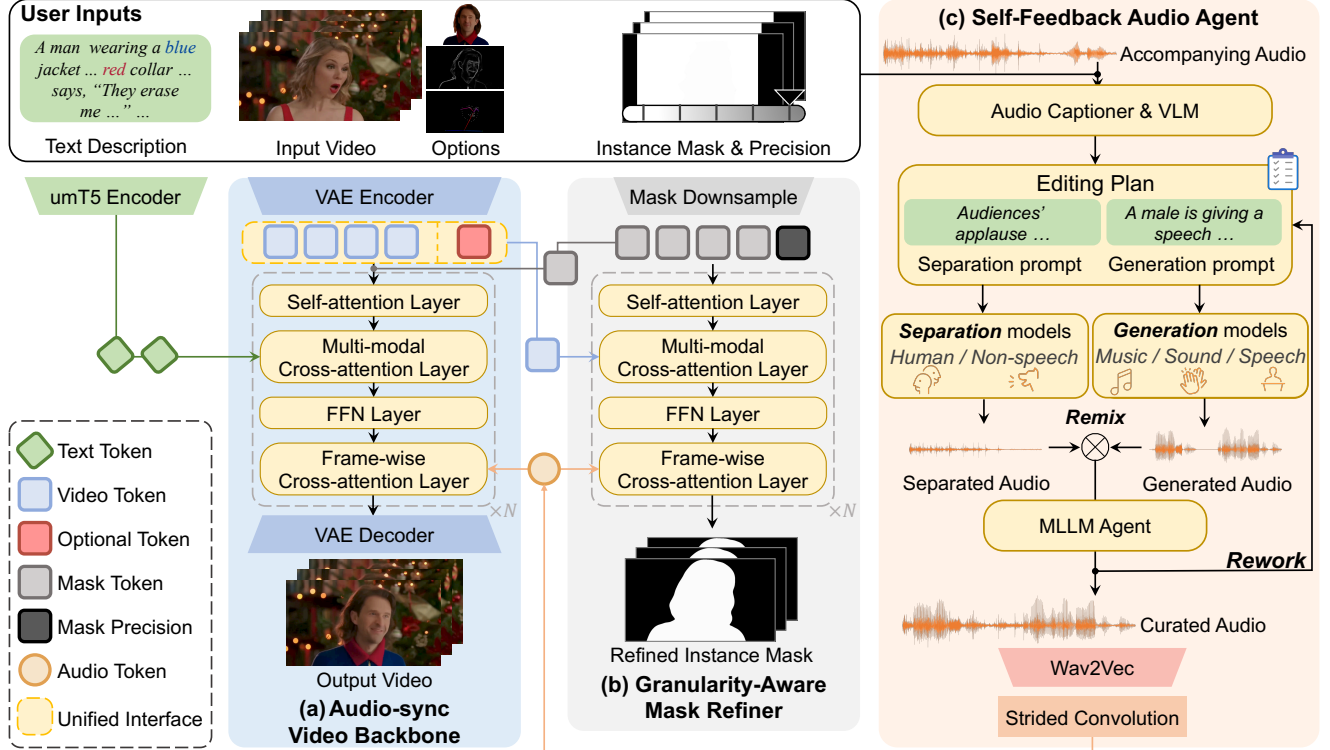 User Inputs
A man wearing a blue
jacket ... red collar ...
says, “They erase
me ...” ...
Text Description
Input Video
Options
Instance Mask & Precision
umT5 Encoder
VAE Encoder
Self-attention Layer
Multi-modal
Cross-attention Layer
FFN Layer
Frame-wise
Cross-attention Layer
×N
VAE Decoder
Output Video
(a) Audio-sync
Video Backbone
Mask Downsample
Self-attention Layer
Multi-modal
Cross-attention Layer
FFN Layer
Frame-wise
Cross-attention Layer
×N
Refined Instance Mask
(b) Granularity-Aware
Mask Refiner
Text Token
Video Token
Optional Token
Mask Token
Mask Precision
Audio Token
Unified Interface
(c) Self-Feedback Audio Agent
Accompanying Audio
Audio Captioner & VLM
Editing Plan
Audiences’
applause ...
Separation prompt
A male is giving a
speech ...
Generation prompt
Separation models
Human / Non-speech
Generation models
Music / Sound / Speech
Remix
Separated Audio
Generated Audio
MLLM Agent
Rework
Curated Audio
Wav2Vec
Strided Convolution